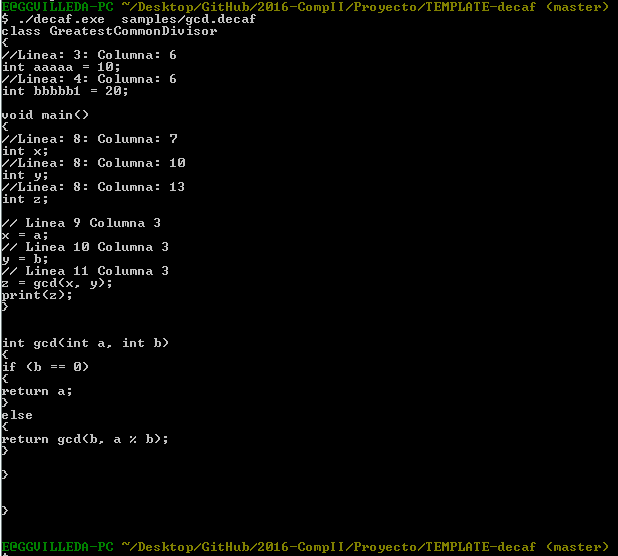 E@GGVILLEDA-PC ~/Desktop/GitHub/2016-CompII/Proyecto/TEMPLATE-decaf (master)
$ ./decaf.exe  samples/gcd.decaf
class GreatestCommonDivisor
{
//Linea: 3: Columna: 6
int aaaaa = 10;
//Linea: 4: Columna: 6
int bbbbb1 = 20;
void main()
{
//Linea: 8: Columna: 7
int x;
//Linea: 8: Columna: 10
int y;
//Linea: 8: Columna: 13
int z;
// Linea 9 Columna 3
x = a;
// Linea 10 Columna 3
y = b;
// Linea 11 Columna 3
z = gcd(x, y);
print(z);
}
int gcd(int a, int b)
{
if (b == 0)
{
return a;
}
else
{
return gcd(b, a % b);
}
}
}
E@GGVILLEDA-PC ~/Desktop/GitHub/2016-CompII/Proyecto/TEMPLATE-decaf (master)